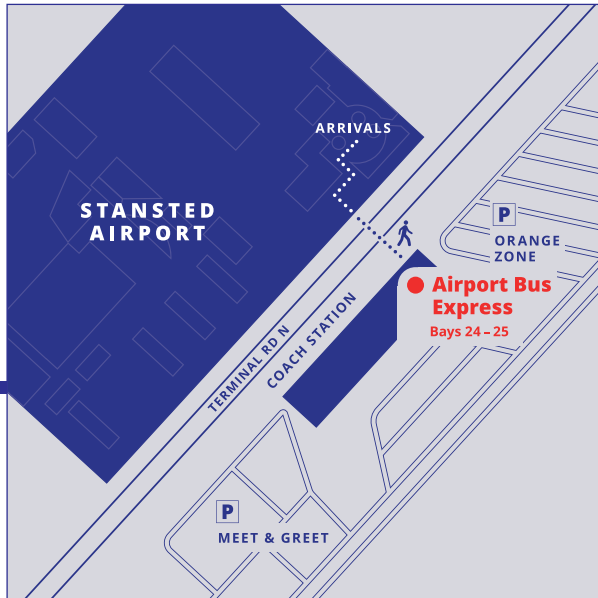 ARRIVALS
STANSTED
AIRPORT
P
ORANGE
ZONE
Airport Bus
Express
Bays 24 – 25
TERMINAL RD N
COACH STATION
P
MEET & GREET